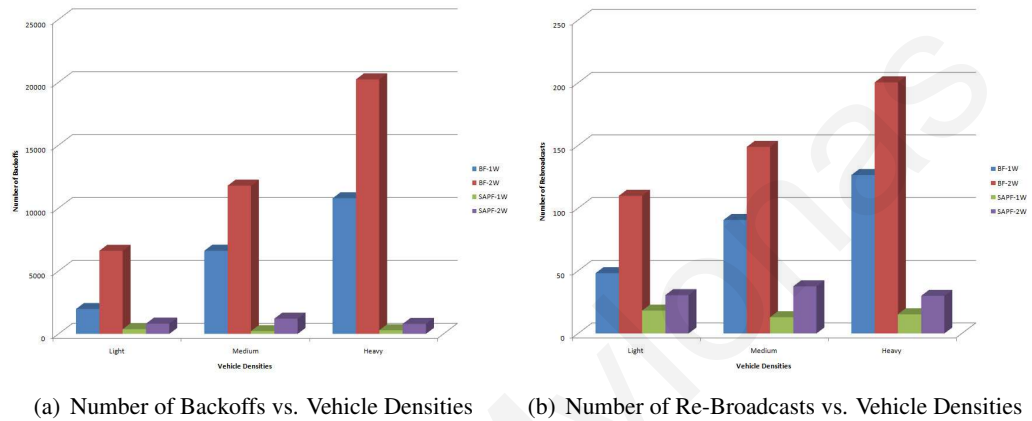 25000
20000
15000
10000
5000
0
Number of Backoffs
Light
Medium
Heavy
Vehicle Densities
BF-1W
BF-2W
SAPF-1W
SAPF-2W
(a) Number of Backoffs vs. Vehicle Densities
250
200
150
100
50
0
Number of Rebroadcasts
Light
Medium
Heavy
Vehicle Densities
BF-1W
BF-2W
SAPF-1W
SAPF-2W
(b) Number of Re-Broadcasts vs. Vehicle Densities